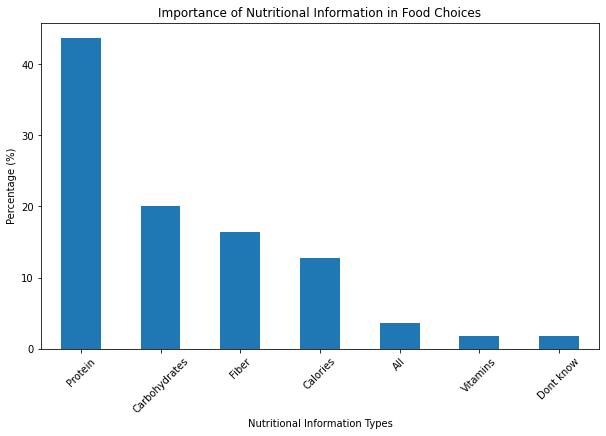 Importance of Nutritional Information in Food Choices
Percentage (%)
40
30
20
10
0
Protein
Carbohydrates
Fiber
Calories
All
Vitamins
Dont know
Nutritional Information Types